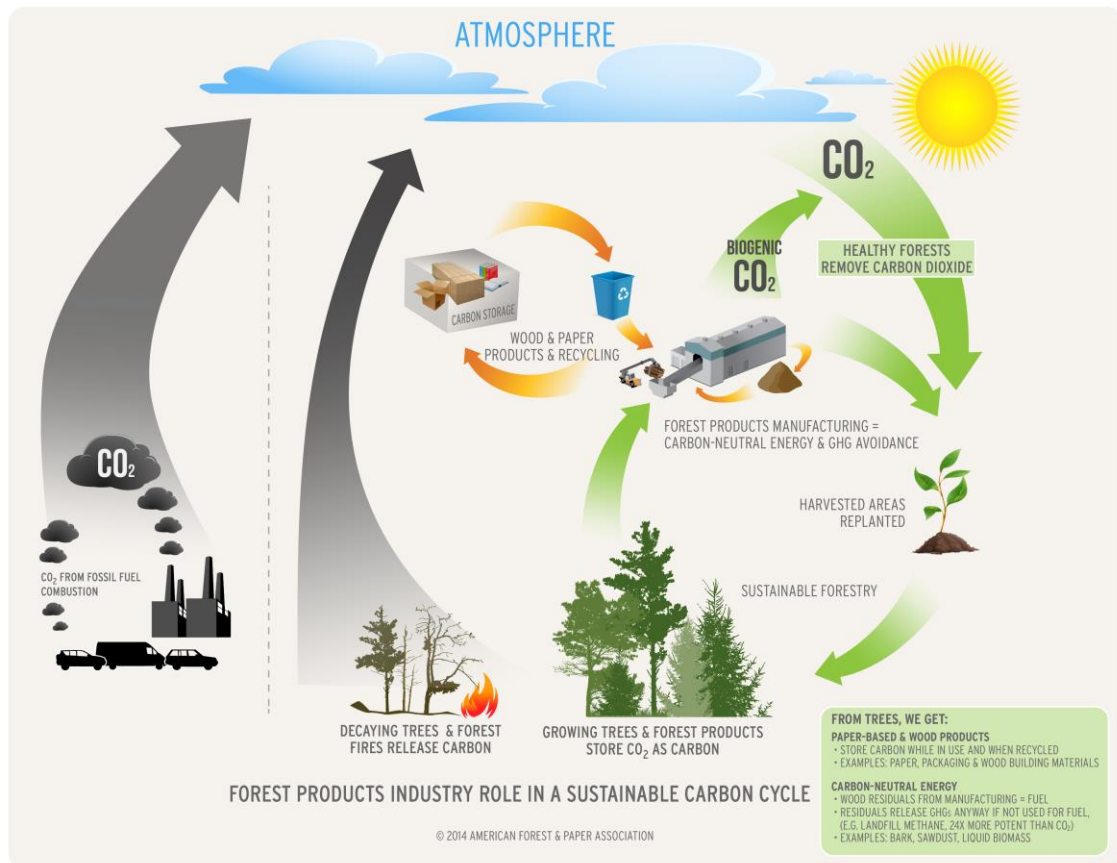 ATMOSPHERE
CO₂
BIOGENIC
CO₂
HEALTHY FORESTS
REMOVE CARBON DIOXIDE
CARBON STORAGE
WOOD & PAPER
PRODUCTS & RECYCLING
FOREST PRODUCTS MANUFACTURING =
CARBON-NEUTRAL ENERGY & GHG AVOIDANCE
CO₂
HARVESTED AREAS
REPLANTED
CO₂ FROM FOSSIL FUEL
COMBUSTION
SUSTAINABLE FORESTRY
DECAYING TREES & FOREST
FIRES RELEASE CARBON
GROWING TREES & FOREST PRODUCTS
STORE CO₂ AS CARBON
FROM TREES, WE GET:
PAPER-BASED & WOOD PRODUCTS
• STORE CARBON WHILE IN USE AND WHEN RECYCLED
• EXAMPLES: PAPER, PACKAGING & WOOD BUILDING MATERIALS
CARBON-NEUTRAL ENERGY
• WOOD RESIDUALS FROM MANUFACTURING = FUEL
• RESIDUALS RELEASE GHGs ANYWAY IF NOT USED FOR FUEL,
(E.G. LANDFILL METHANE, 24X MORE POTENT THAN CO₂)
• EXAMPLES: BARK, SAWDUST, LIQUID BIOMASS
FOREST PRODUCTS INDUSTRY ROLE IN A SUSTAINABLE CARBON CYCLE
© 2014 AMERICAN FOREST & PAPER ASSOCIATION